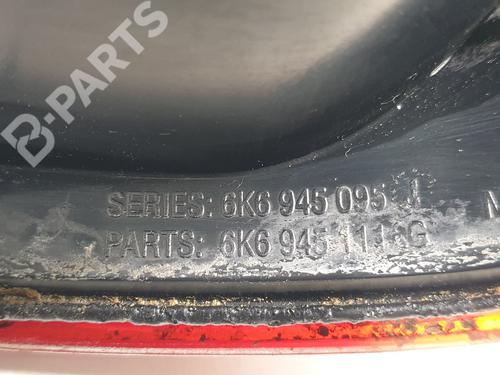 B-PARTS
SERIES: 6K6 945 095 J
PARTS: 6K6 945 111 G